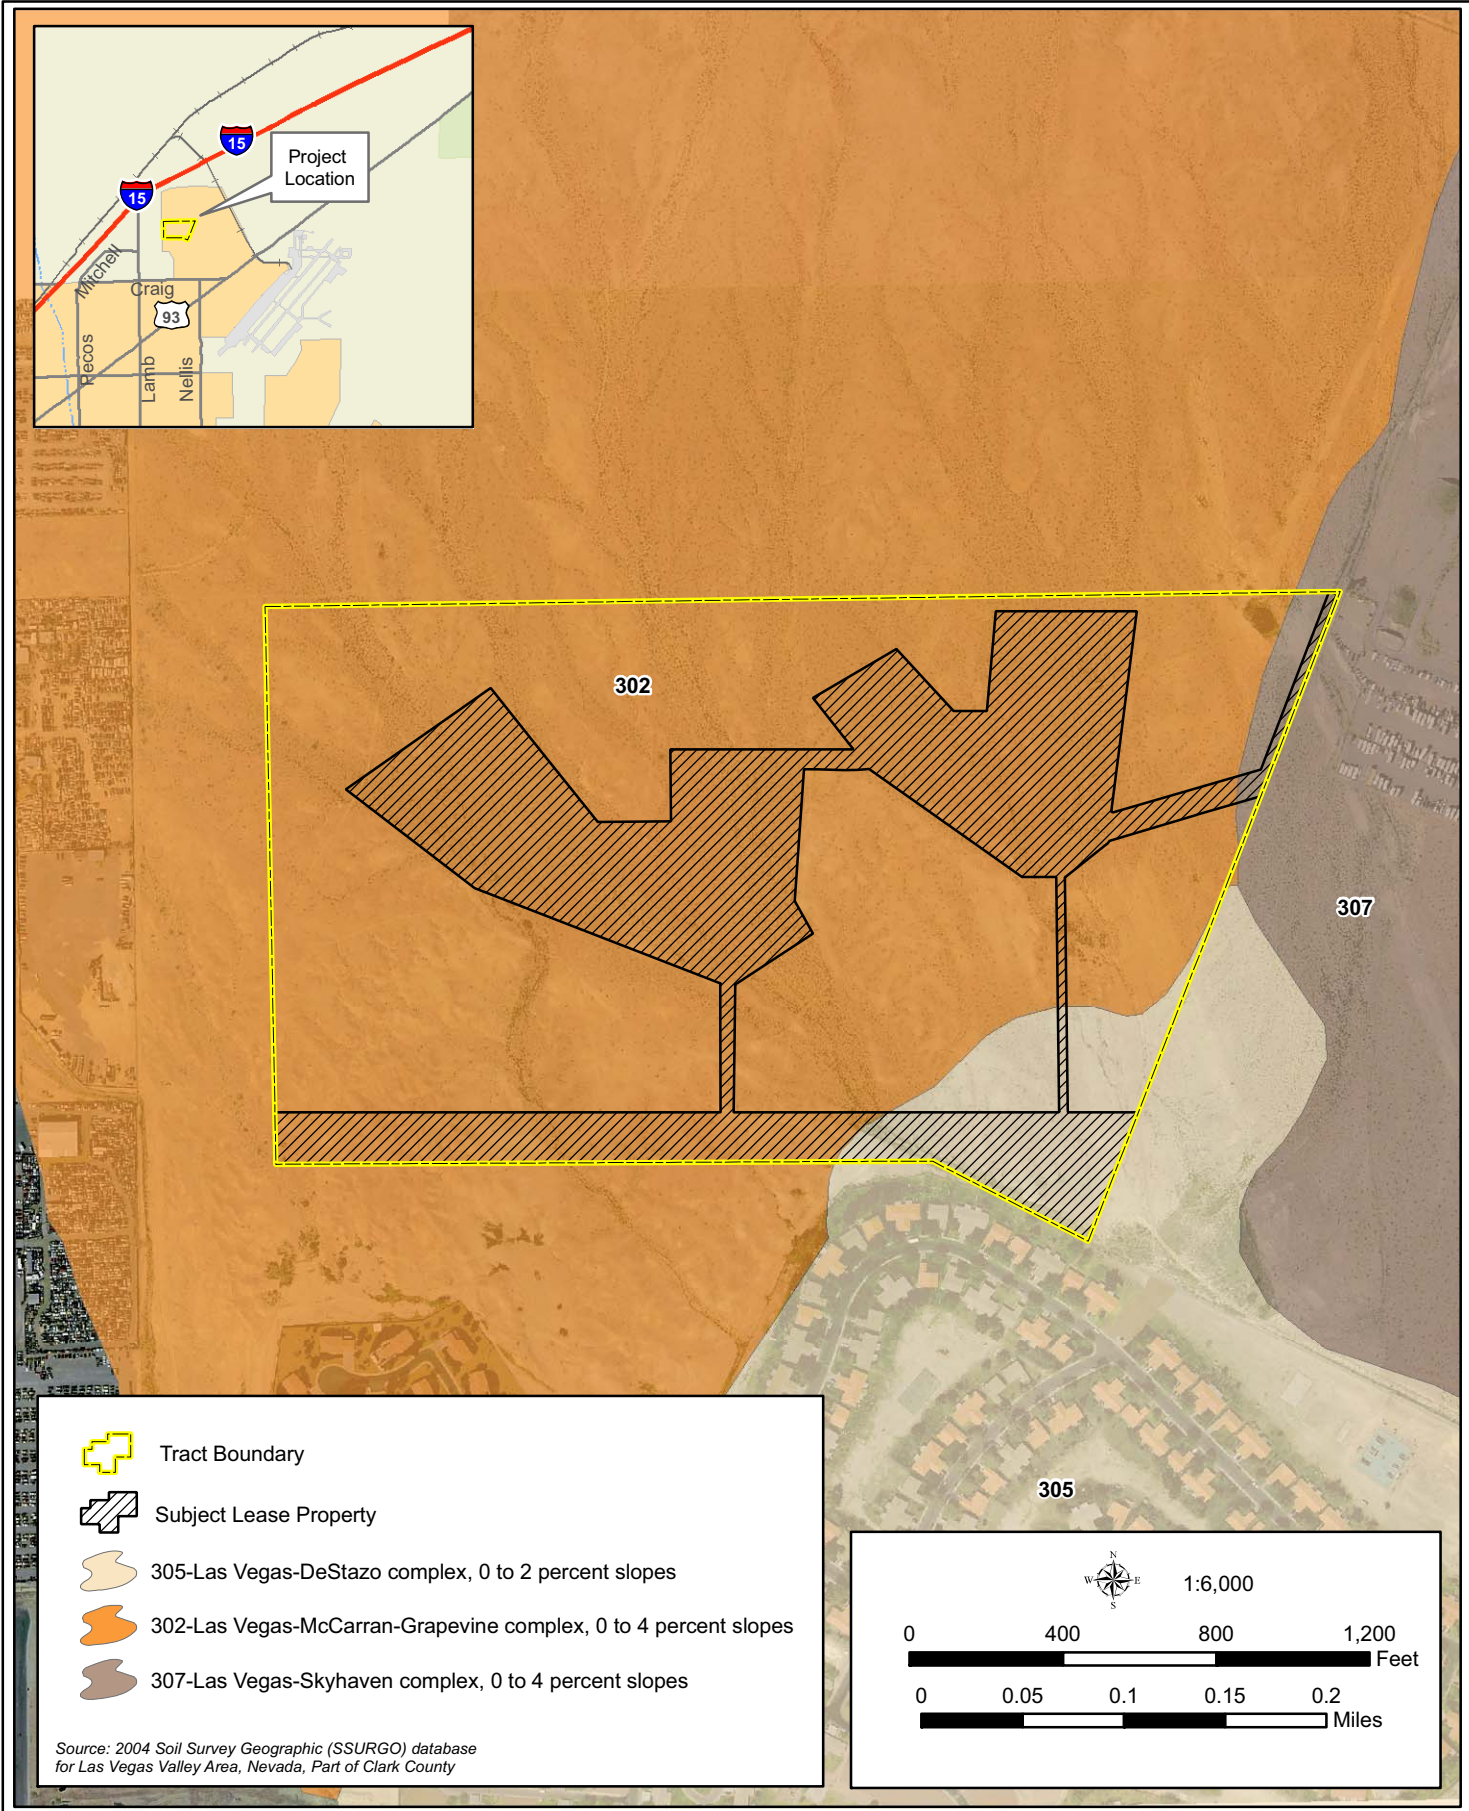 15
15
Project
Location
Mitchell
Craig
93
Pecos
Lamb
Nellis
302
307
305
Tract Boundary
Subject Lease Property
305-Las Vegas-DeStazo complex, 0 to 2 percent slopes
302-Las Vegas-McCarran-Grapevine complex, 0 to 4 percent slopes
307-Las Vegas-Skyhaven complex, 0 to 4 percent slopes
Source: 2004 Soil Survey Geographic (SSURGO) database
for Las Vegas Valley Area, Nevada, Part of Clark County
N
W E
S
1:6,000
0 400 800 1,200
Feet
0 0.05 0.1 0.15 0.2
Miles